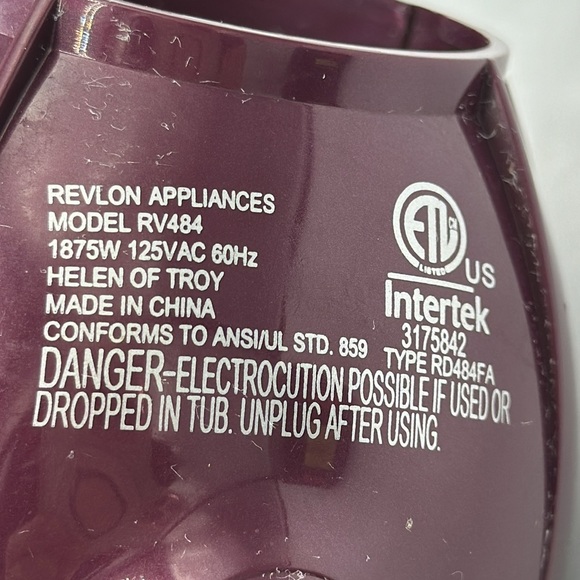 REVLON APPLIANCES
MODEL RV484
1875W 125VAC 60Hz
HELEN OF TROY
MADE IN CHINA
CONFORMS TO ANSI/UL STD. 859
ETL
CM
LISTED
US
Intertek
3175842
TYPE RD484FA
DANGER-ELECTROCUTION POSSIBLE IF USED OR
DROPPED IN TUB. UNPLUG AFTER USING.